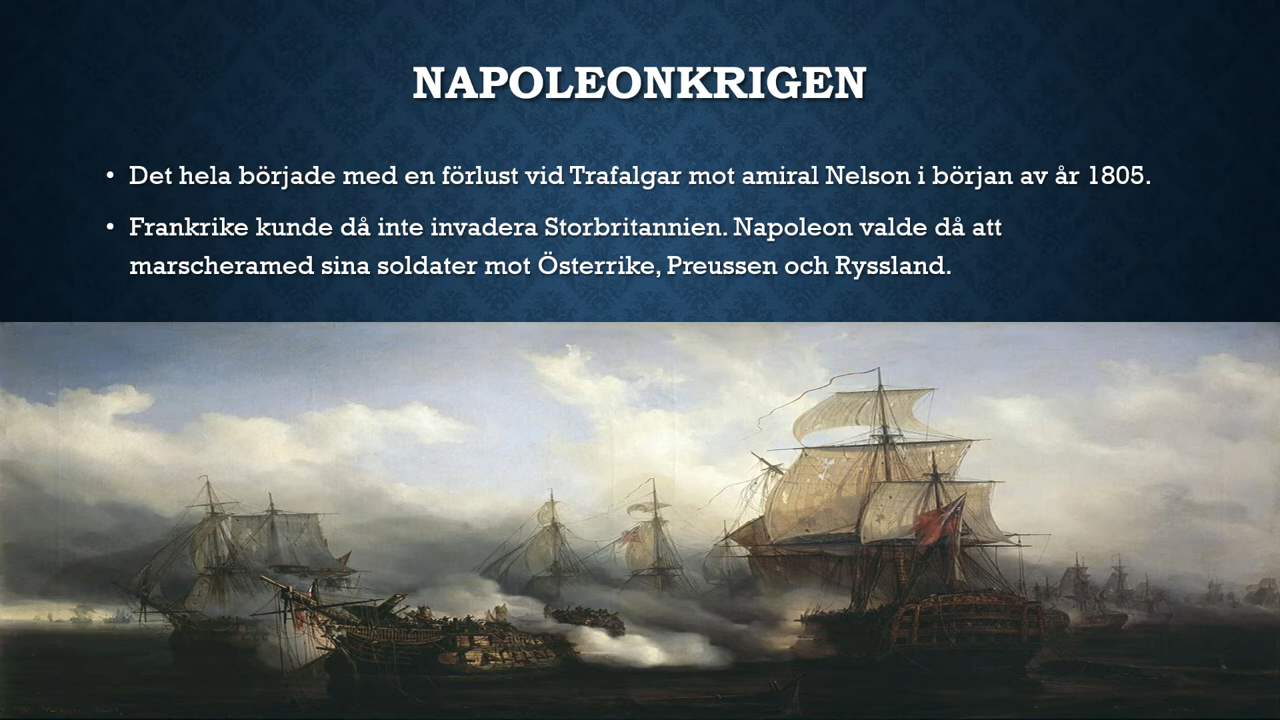 NAPOLEONKRIGEN
• Det hela började med en förlust vid Trafalgar mot amiral Nelson i början av år 1805.
• Frankrike kunde då inte invadera Storbritannien. Napoleon valde då att
marscheramed sina soldater mot Österrike, Preussen och Ryssland.